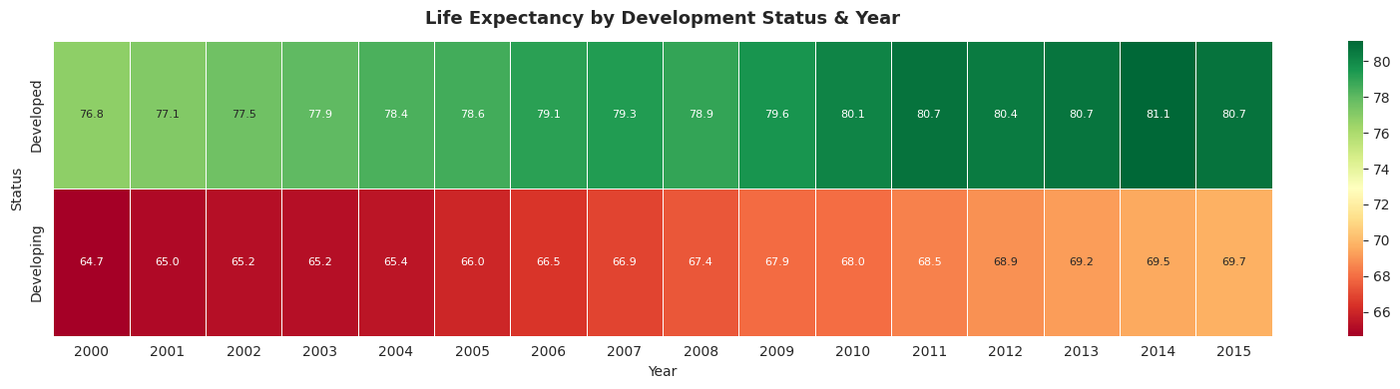 Life Expectancy by Development Status & Year
Status
Developed
76.8 77.1 77.5 77.9 78.4 78.6 79.1 79.3 78.9 79.6 80.1 80.7 80.4 80.7 81.1 80.7
Developing
64.7 65.0 65.2 65.2 65.4 66.0 66.5 66.9 67.4 67.9 68.0 68.5 68.9 69.2 69.5 69.7
2000 2001 2002 2003 2004 2005 2006 2007 2008 2009 2010 2011 2012 2013 2014 2015
Year
80
78
76
74
72
70
68
66